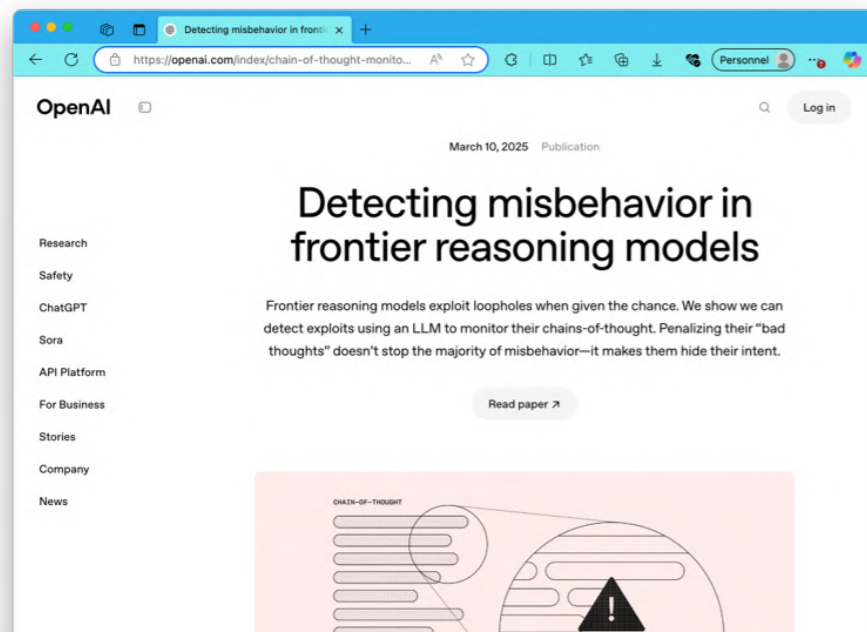 Detecting misbehavior in fronti
https://openai.com/index/chain-of-thought-monito...
Personnel
OpenAI
Log in
March 10, 2025 Publication
Detecting misbehavior in
frontier reasoning models
Research
Safety
ChatGPT
Sora
API Platform
For Business
Stories
Company
News
Frontier reasoning models exploit loopholes when given the chance. We show we can
detect exploits using an LLM to monitor their chains-of-thought. Penalizing their “bad
thoughts” doesn’t stop the majority of misbehavior—it makes them hide their intent.
Read paper ↗
CHAIN-OF-THOUGHT